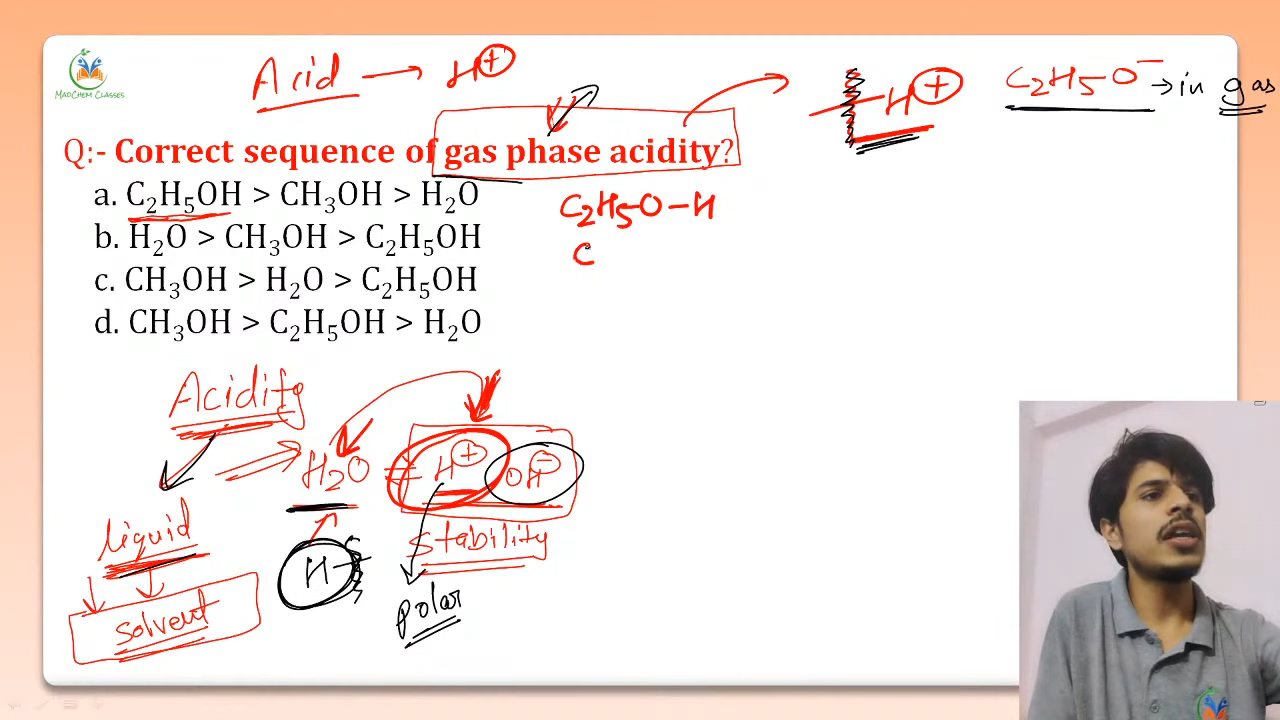 Acid → H⊕
H⊕
C₂H₅O⁻ → in gas
MADCHEM CLASSES
Q:- Correct sequence of gas phase acidity?
a. C₂H₅OH > CH₃OH > H₂O
b. H₂O > CH₃OH > C₂H₅OH
c. CH₃OH > H₂O > C₂H₅OH
d. CH₃OH > C₂H₅OH > H₂O
C₂H₅O-H
C
Acidity
H₂O ⇌ H⊕ OH⊖
liquid
stability
H
polar
solvent